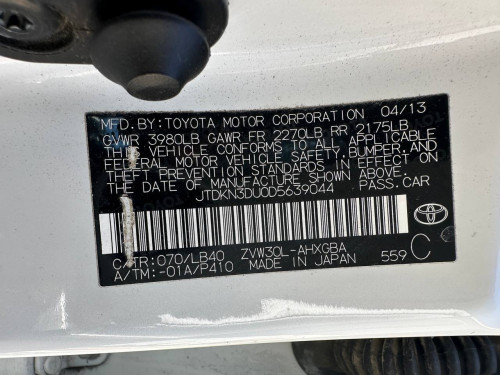 MFD. BY: TOYOTA MOTOR CORPORATION 04/13
GVWR 3980LB GAWR FR 2270LB RR 2175LB
THIS VEHICLE CONFORMS TO ALL APPLICABLE
FEDERAL MOTOR VEHICLE SAFETY, BUMPER, AND
THEFT PREVENTION STANDARDS IN EFFECT ON
THE DATE OF MANUFACTURE SHOWN ABOVE.
JTDKN3DU0D5639044 PASS. CAR
C/TR: 070/LB40 ZVW30L-AHXGBA
A/TM: -01A/P410 MADE IN JAPAN 559 C
TOYOTA